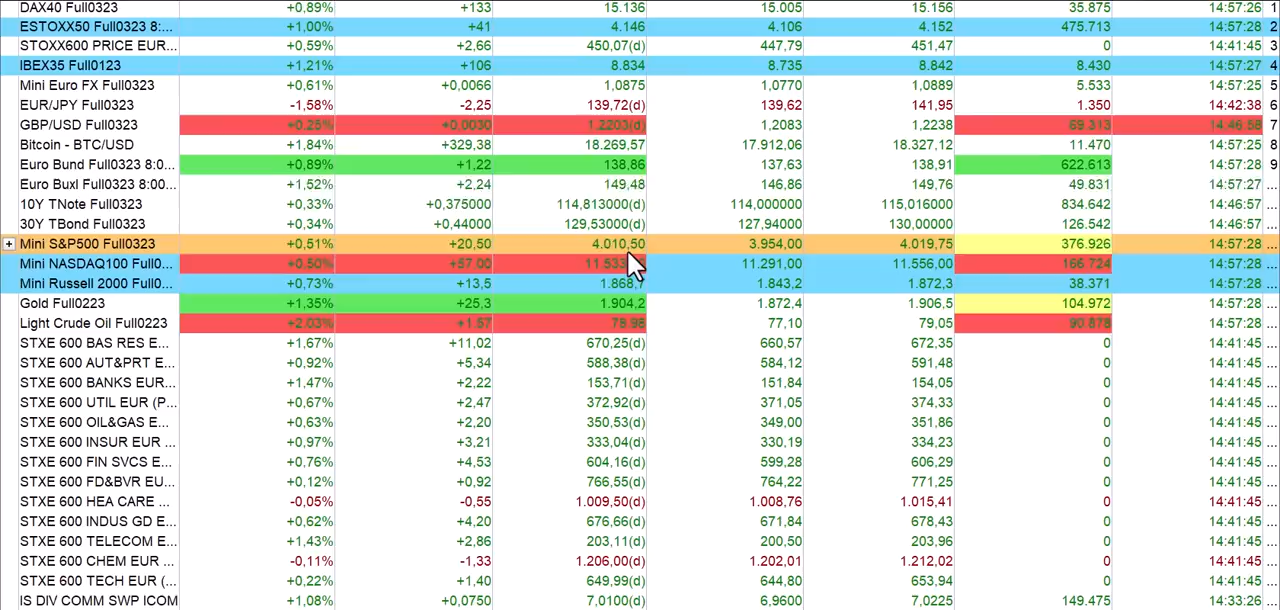 DAX40 Full0323 +0,89% +133 15.136 15.005 15.156 35.875 14:57:26 1
ESTOXX50 Full0323 8:... +1,00% +41 4.146 4.106 4.152 475.713 14:57:28 2
STOXX600 PRICE EUR... +0,59% +2,66 450,07(d) 447,79 451,47 0 14:41:45 3
IBEX35 Full0123 +1,21% +106 8.834 8.735 8.842 8.430 14:57:27 4
Mini Euro FX Full0323 +0,61% +0,0066 1,0875 1,0770 1,0889 5.533 14:57:25 5
EUR/JPY Full0323 -1,58% -2,25 139,72(d) 139,62 141,95 1.350 14:42:38 6
GBP/USD Full0323 +0,25% +0,0030 1,2203(d) 1,2083 1,2238 69.313 14:46:58 7
Bitcoin - BTC/USD +1,84% +329,38 18.269,57 17.912,06 18.327,12 11.470 14:57:25 8
Euro Bund Full0323 8:0... +0,89% +1,22 138,86 137,63 138,91 622.613 14:57:28 9
Euro Buxl Full0323 8:00... +1,52% +2,24 149,48 146,86 149,76 49.831 14:57:27 ...
10Y TNote Full0323 +0,33% +0,375000 114,813000(d) 114,000000 115,016000 834.642 14:46:57 ...
30Y TBond Full0323 +0,34% +0,44000 129,53000(d) 127,94000 130,00000 126.542 14:46:57 ...
Mini S&P500 Full0323 +0,51% +20,50 4.010,50 3.954,00 4.019,75 376.926 14:57:28 ...
Mini NASDAQ100 Full0... +0,50% +57,00 11.291,00 11.556,00 166.724 14:57:28 ...
Mini Russell 2000 Full0... +0,73% +13,5 1.868,7 1.843,2 1.872,3 38.371 14:57:28 ...
Gold Full0223 +1,35% +25,3 1.904,2 1.872,4 1.906,5 104.972 14:57:28 ...
Light Crude Oil Full0223 +2,03% +1,57 78,98 77,10 79,05 90.878 14:57:28 ...
STXE 600 BAS RES E... +1,67% +11,02 670,25(d) 660,57 672,35 0 14:41:45 ...
STXE 600 AUT&PRT E... +0,92% +5,34 588,38(d) 584,12 591,48 0 14:41:45 ...
STXE 600 BANKS EUR... +1,47% +2,22 153,71(d) 151,84 154,05 0 14:41:45 ...
STXE 600 UTIL EUR (P... +0,67% +2,47 372,92(d) 371,05 374,33 0 14:41:45 ...
STXE 600 OIL&GAS E... +0,63% +2,20 350,53(d) 349,00 351,86 0 14:41:45 ...
STXE 600 INSUR EUR ... +0,97% +3,21 333,04(d) 330,19 334,23 0 14:41:45 ...
STXE 600 FIN SVCS E... +0,76% +4,53 604,16(d) 599,28 606,29 0 14:41:45 ...
STXE 600 FD&BVR EU... +0,12% +0,92 766,55(d) 764,22 771,25 0 14:41:45 ...
STXE 600 HEA CARE ... -0,05% -0,55 1.009,50(d) 1.008,76 1.015,41 0 14:41:45 ...
STXE 600 INDUS GD E... +0,62% +4,20 676,66(d) 671,84 678,43 0 14:41:45 ...
STXE 600 TELECOM E... +1,43% +2,86 203,11(d) 200,50 203,96 0 14:41:45 ...
STXE 600 CHEM EUR ... -0,11% -1,33 1.206,00(d) 1.202,01 1.212,02 0 14:41:45 ...
STXE 600 TECH EUR (... +0,22% +1,40 649,99(d) 644,80 653,94 0 14:41:45 ...
IS DIV COMM SWP ICOM +1,08% +0,0750 7,0100(d) 6,9600 7,0225 149.475 14:33:26 ...